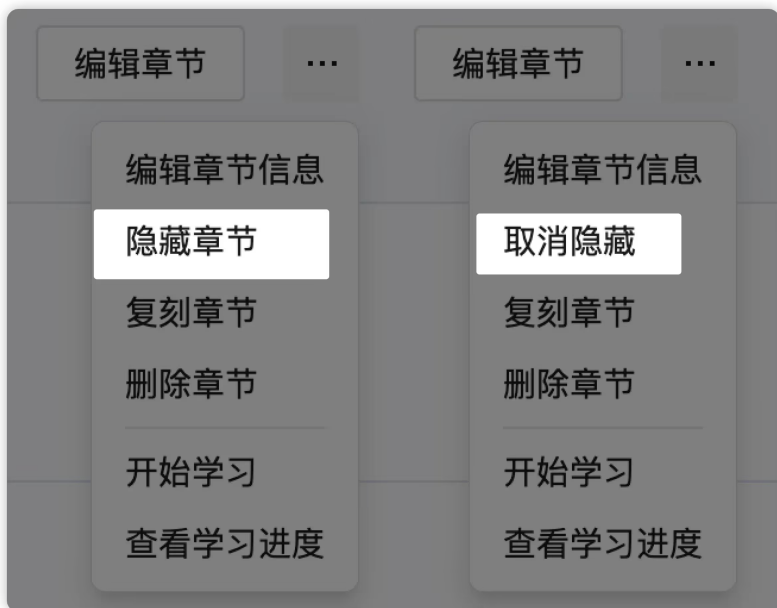 编辑章节 ...
编辑章节信息
隐藏章节
复刻章节
删除章节
开始学习
查看学习进度
编辑章节 ...
编辑章节信息
取消隐藏
复刻章节
删除章节
开始学习
查看学习进度